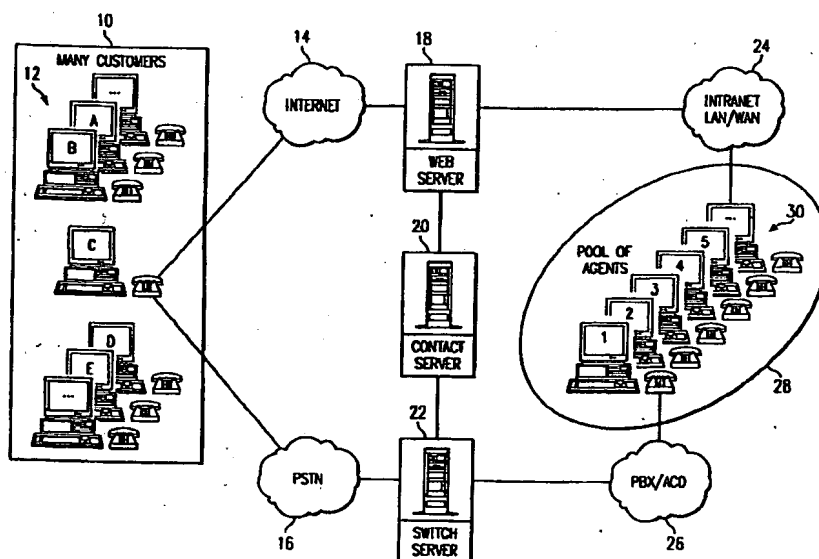 10
MANY CUSTOMERS
12
...
A
B
C
D
E
...
14
INTERNET
18
WEB
SERVER
24
INTRANET
LAN/WAN
20
CONTACT
SERVER
POOL OF
AGENTS
30
...
5
4
3
2
1
28
22
SWITCH
SERVER
PSTN
16
PBX/ACD
26